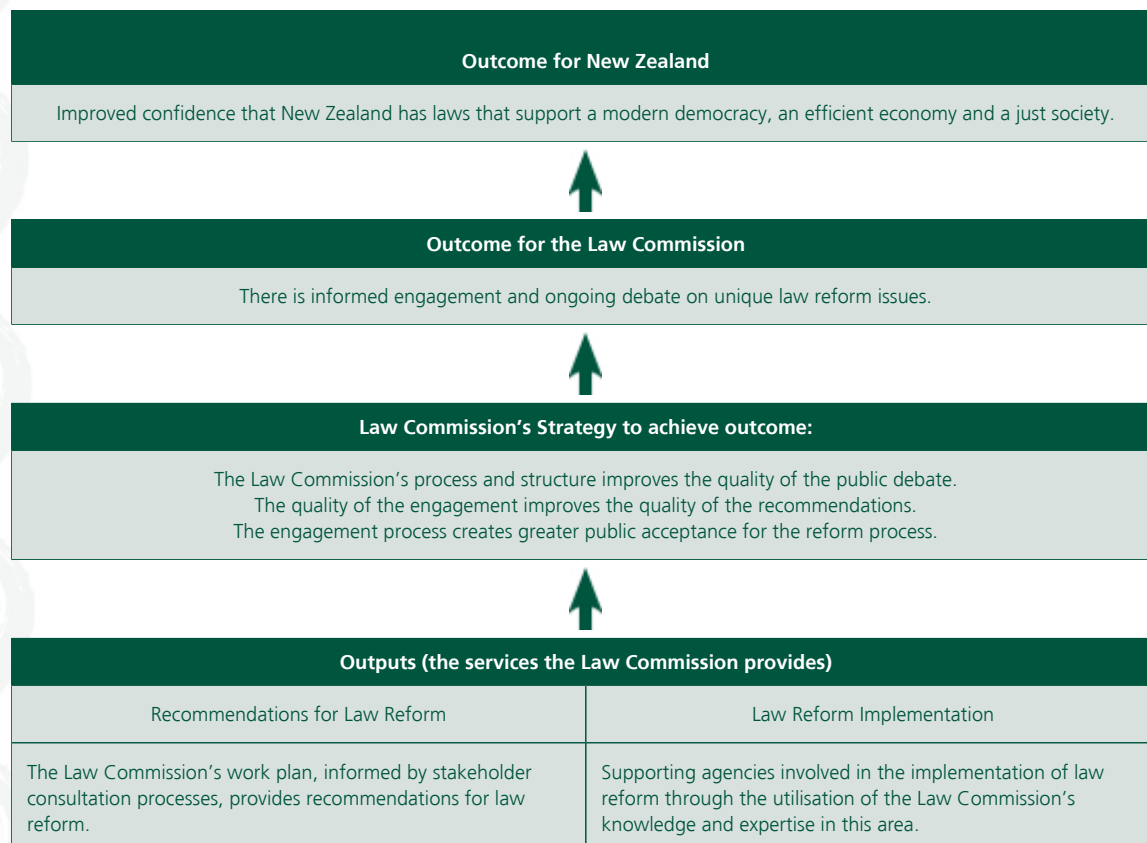 Outcome for New Zealand
Improved confidence that New Zealand has laws that support a modern democracy, an efficient economy and a just society.
Outcome for the Law Commission
There is informed engagement and ongoing debate on unique law reform issues.
Law Commission’s Strategy to achieve outcome:
The Law Commission’s process and structure improves the quality of the public debate.
The quality of the engagement improves the quality of the recommendations.
The engagement process creates greater public acceptance for the reform process.
Outputs (the services the Law Commission provides)
Recommendations for Law Reform
The Law Commission’s work plan, informed by stakeholder
consultation processes, provides recommendations for law
reform.
Law Reform Implementation
Supporting agencies involved in the implementation of law
reform through the utilisation of the Law Commission’s
knowledge and expertise in this area.